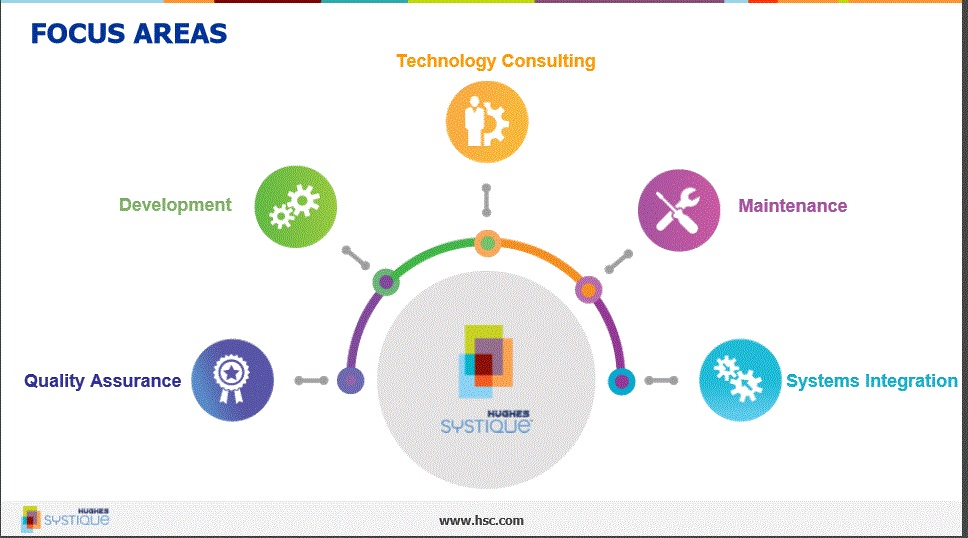 FOCUS AREAS
Technology Consulting
Development
Maintenance
Quality Assurance
Systems Integration
HUGHES
SYSTIQUE
HUGHES
SYSTIQUE
www.hsc.com